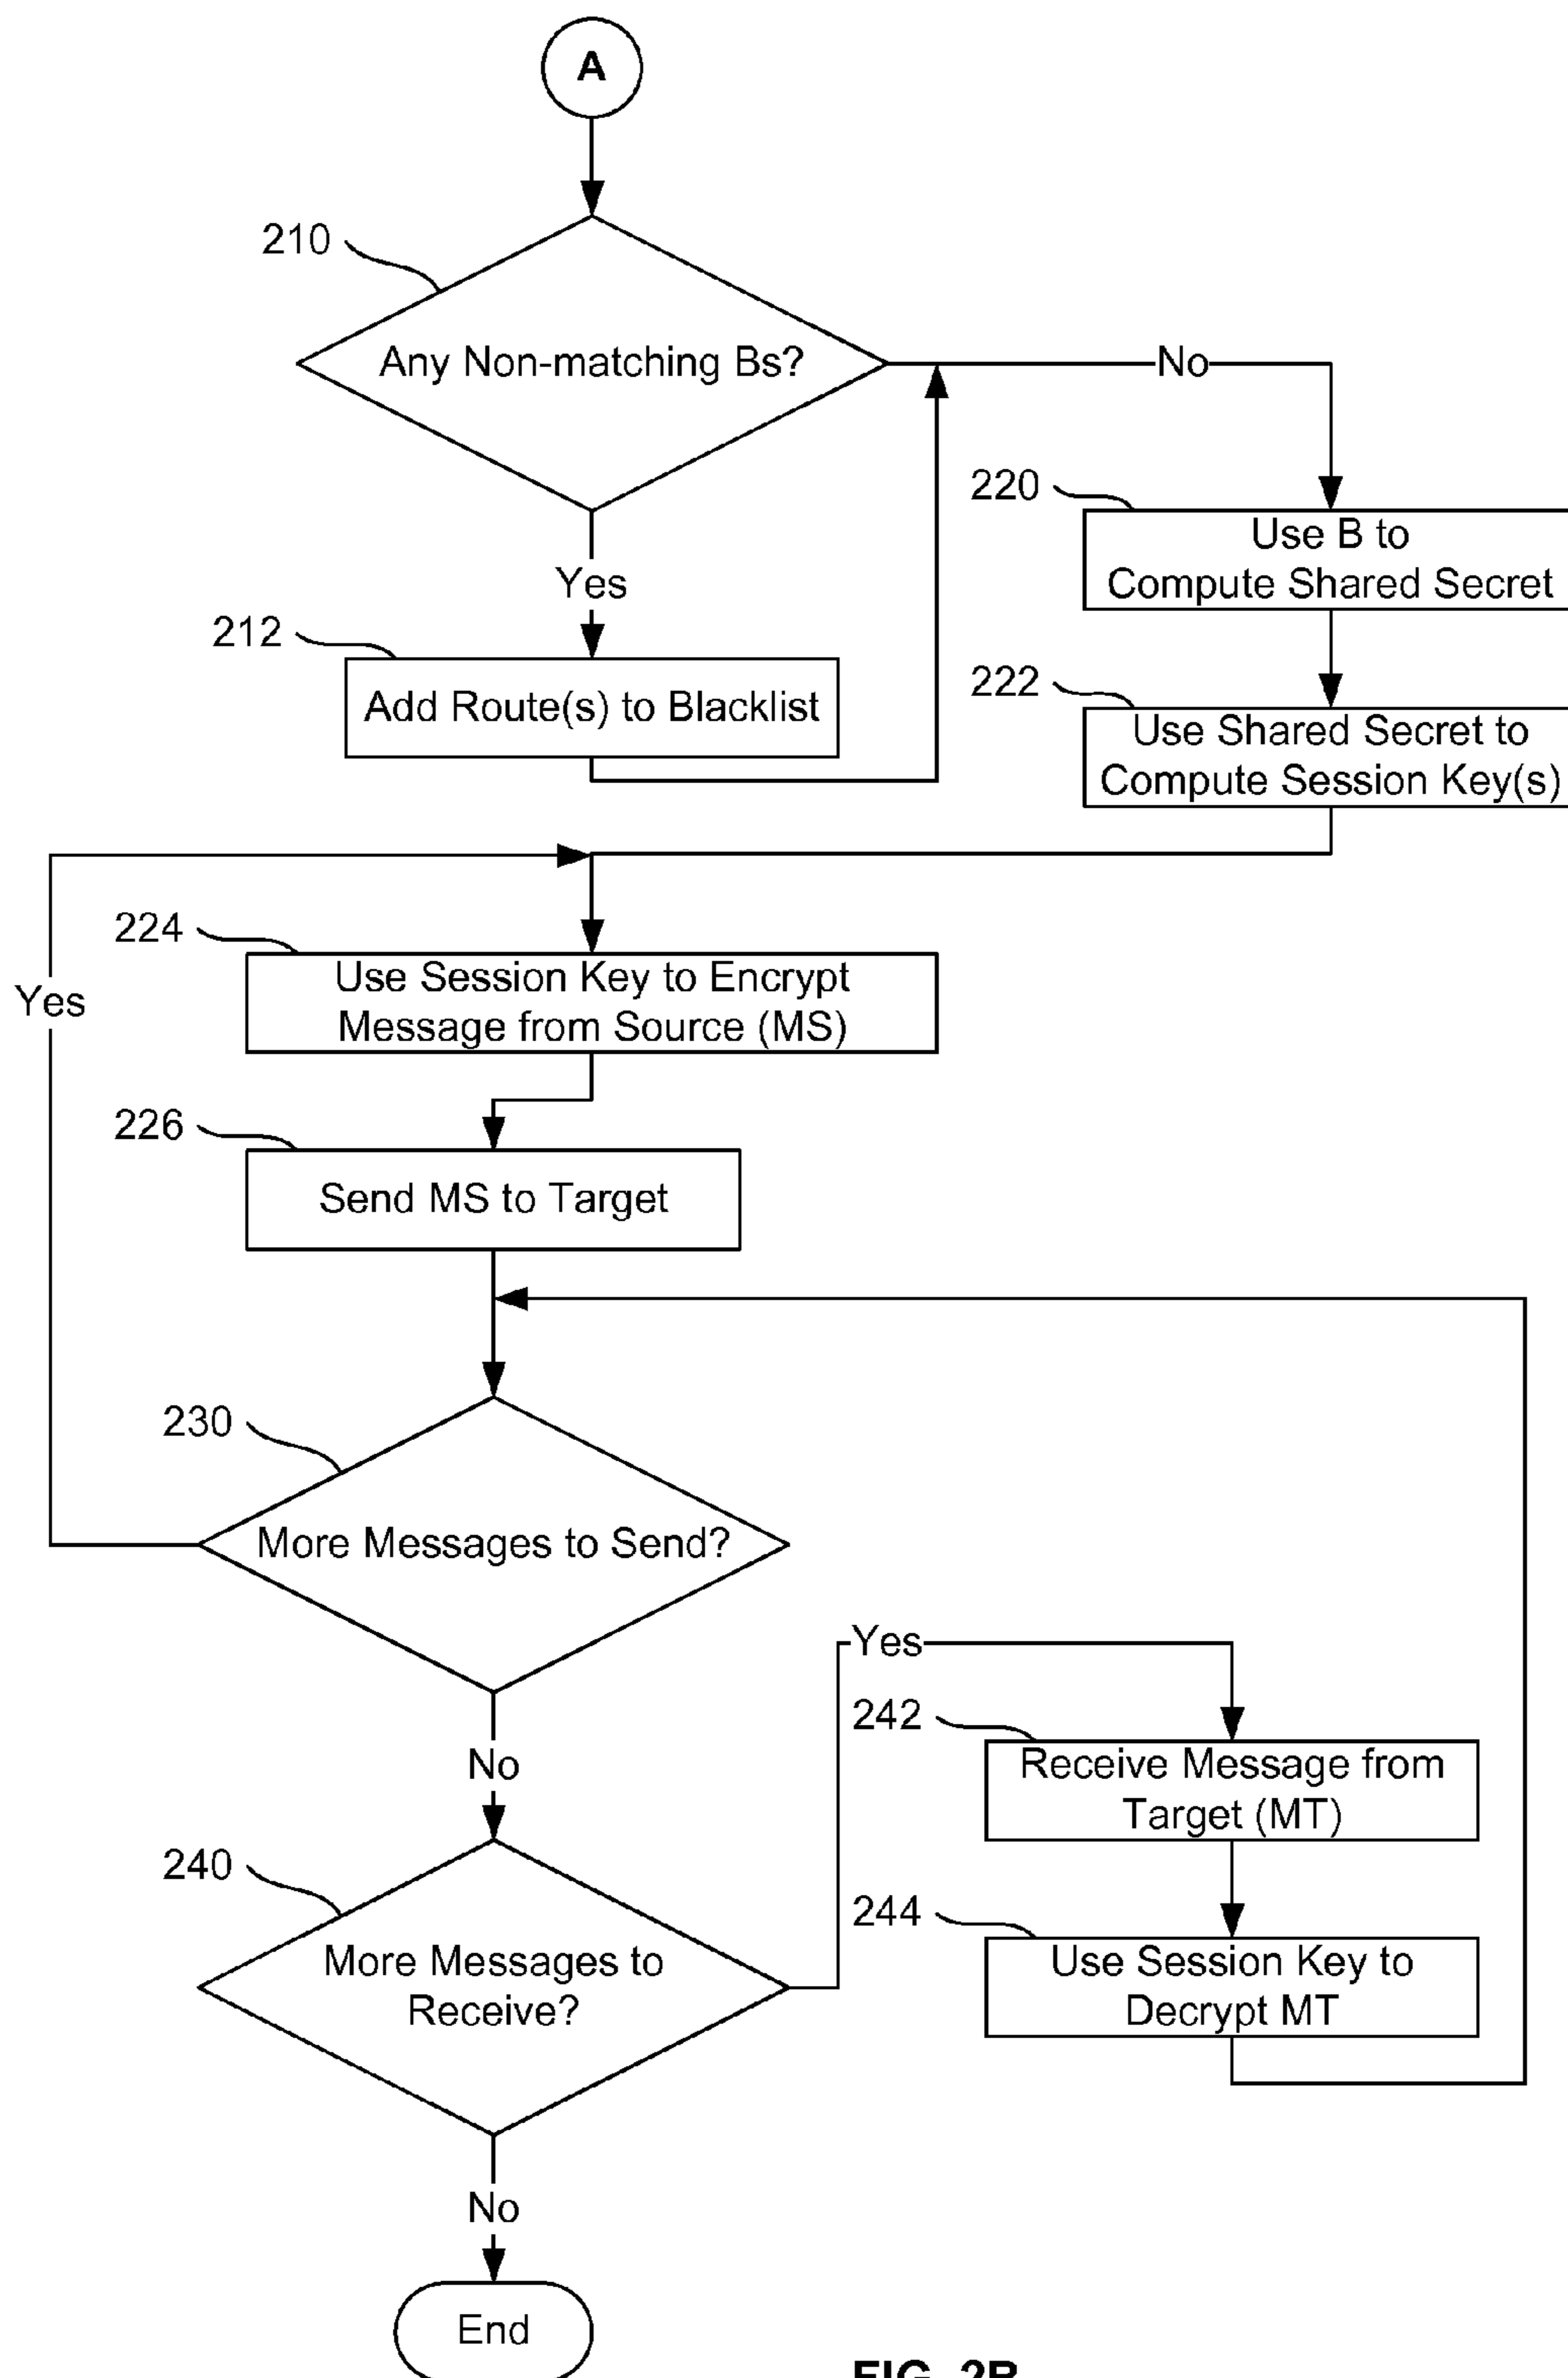 A
210
Any Non-matching Bs?
No
Yes
220
Use B to
Compute Shared Secret
212
Add Route(s) to Blacklist
222
Use Shared Secret to
Compute Session Key(s)
224
Use Session Key to Encrypt
Message from Source (MS)
Yes
226
Send MS to Target
230
More Messages to Send?
Yes
242
Receive Message from
Target (MT)
No
240
More Messages to
Receive?
244
Use Session Key to
Decrypt MT
No
End
FIG. 2B